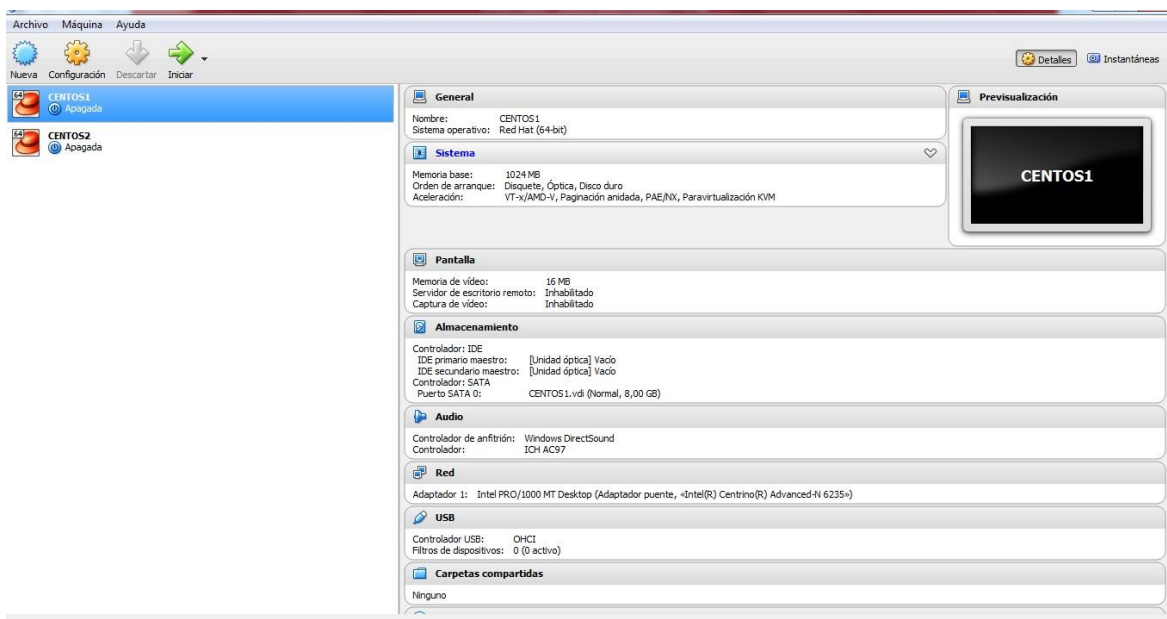 Archivo Máquina Ayuda
Nueva Configuración Descartar Iniciar
Detalles Instantáneas
64 CENTOS1
Apagada
64 CENTOS2
Apagada
General
Nombre: CENTOS1
Sistema operativo: Red Hat (64-bit)
Previsualización
CENTOS1
Sistema
Memoria base: 1024 MB
Orden de arranque: Disquete, Óptica, Disco duro
Aceleración: VT-x/AMD-V, Paginación anidada, PAE/NX, Paravirtualización KVM
Pantalla
Memoria de vídeo: 16 MB
Servidor de escritorio remoto: Inhabilitado
Captura de vídeo: Inhabilitado
Almacenamiento
Controlador: IDE
IDE primario maestro: [Unidad óptica] Vacío
IDE secundario maestro: [Unidad óptica] Vacío
Controlador: SATA
Puerto SATA 0: CENTOS1.vdi (Normal, 8,00 GB)
Audio
Controlador de anfitrión: Windows DirectSound
Controlador: ICH AC97
Red
Adaptador 1: Intel PRO/1000 MT Desktop (Adaptador puente, «Intel(R) Centrino(R) Advanced-N 6235»)
USB
Controlador USB: OHCI
Filtros de dispositivos: 0 (0 activo)
Carpetas compartidas
Ninguno